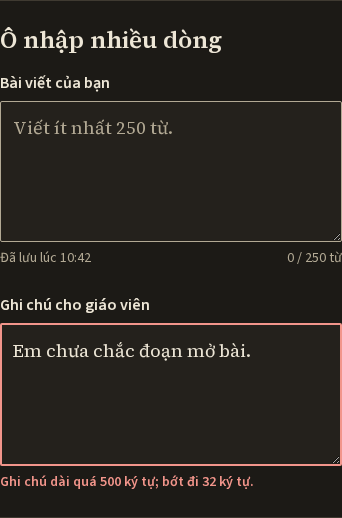 Ô nhập nhiều dòng
Bài viết của bạn
Viết ít nhất 250 từ.
Đã lưu lúc 10:42 0 / 250 từ
Ghi chú cho giáo viên
Em chưa chắc đoạn mở bài.
Ghi chú dài quá 500 ký tự; bớt đi 32 ký tự.